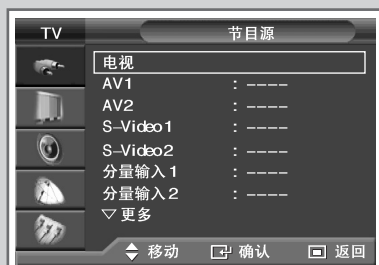 TV 节目源
电视
AV1 : ----
AV2 : ----
S-Video1 : ----
S-Video2 : ----
分量输入1 : ----
分量输入2 : ----
▽更多
移动 确认 返回